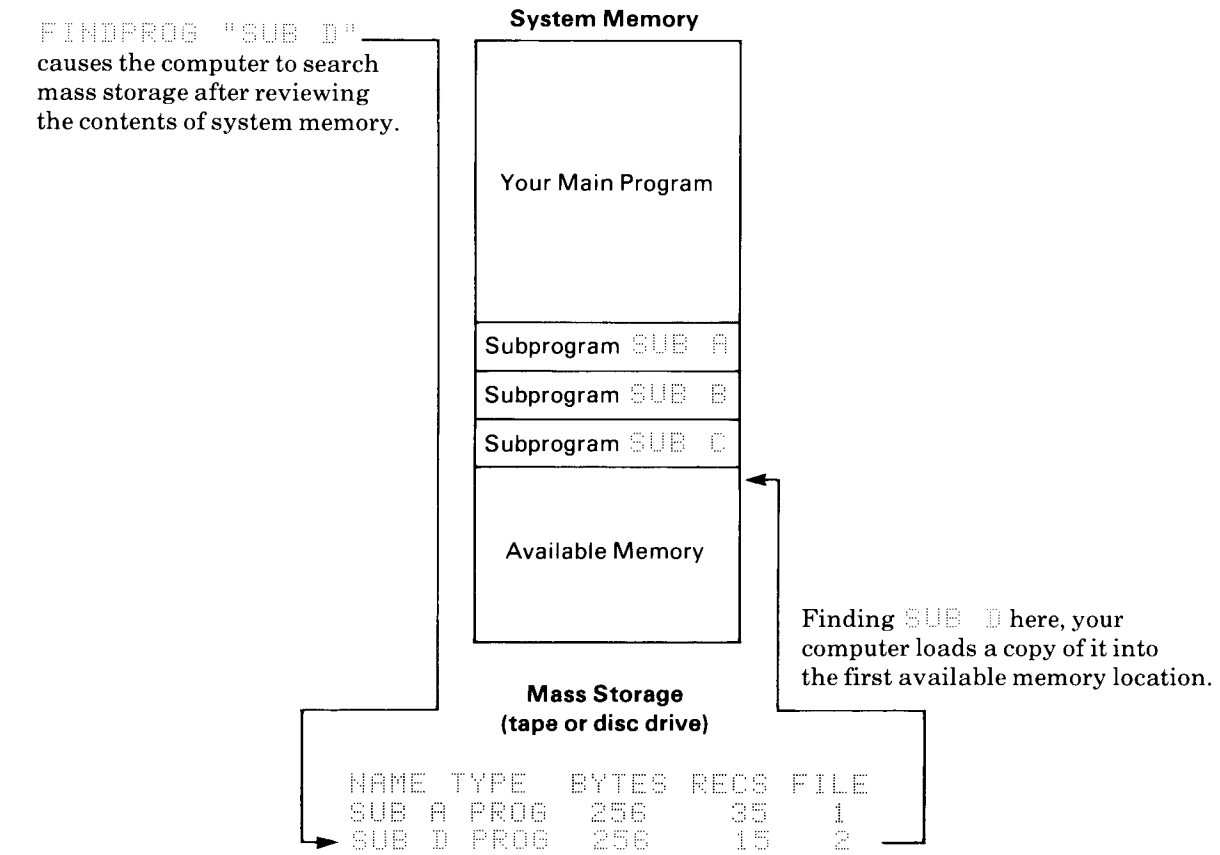 System Memory
FINDPROG "SUB D"
causes the computer to search
mass storage after reviewing
the contents of system memory.
Your Main Program
Subprogram SUB A
Subprogram SUB B
Subprogram SUB C
Available Memory
Finding SUB D here, your
computer loads a copy of it into
the first available memory location.
Mass Storage
(tape or disc drive)
NAME TYPE BYTES RECS FILE
SUB A PROG 256 35 1
SUB D PROG 256 15 2